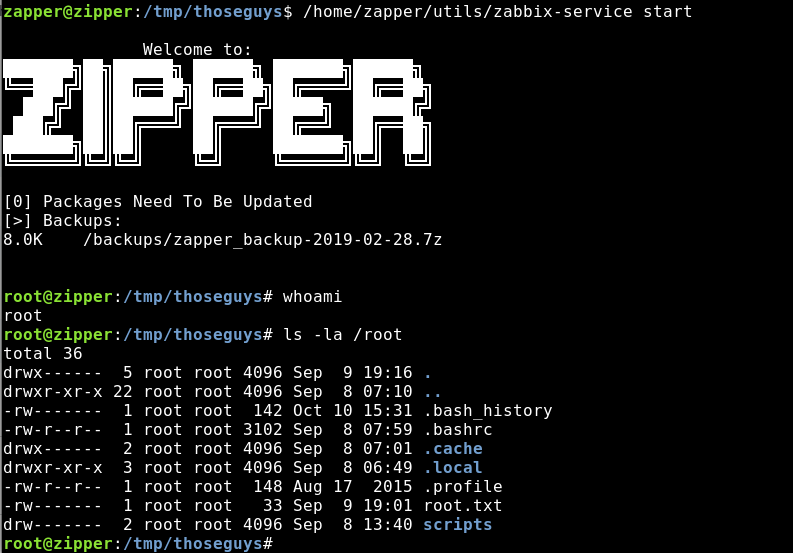 zapper@zipper:/tmp/thoseguys$ /home/zapper/utils/zabbix-service start
Welcome to:
ZIPPER
[0] Packages Need To Be Updated
[>] Backups:
8.0K    /backups/zapper_backup-2019-02-28.7z
root@zipper:/tmp/thoseguys# whoami
root
root@zipper:/tmp/thoseguys# ls -la /root
total 36
drwx------  5 root root 4096 Sep  9 19:16 .
drwxr-xr-x 22 root root 4096 Sep  8 07:10 ..
-rw-------  1 root root  142 Oct 10 15:31 .bash_history
-rw-r--r--  1 root root 3102 Sep  8 07:59 .bashrc
drwx------  2 root root 4096 Sep  8 07:01 .cache
drwxr-xr-x  3 root root 4096 Sep  8 06:49 .local
-rw-r--r--  1 root root  148 Aug 17  2015 .profile
-rw-------  1 root root   33 Sep  9 19:01 root.txt
drw-------  2 root root 4096 Sep  8 13:40 scripts
root@zipper:/tmp/thoseguys#